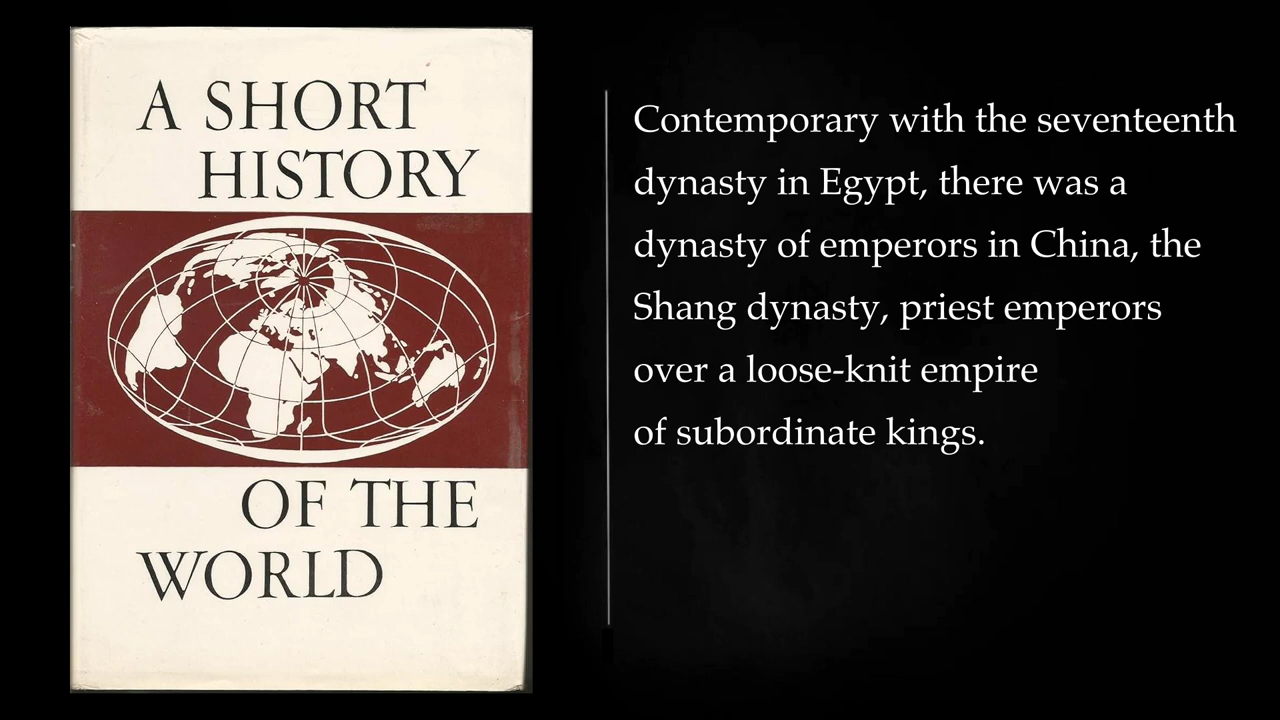 A SHORT
HISTORY
OF THE
WORLD
Contemporary with the seventeenth
dynasty in Egypt, there was a
dynasty of emperors in China, the
Shang dynasty, priest emperors
over a loose-knit empire
of subordinate kings.